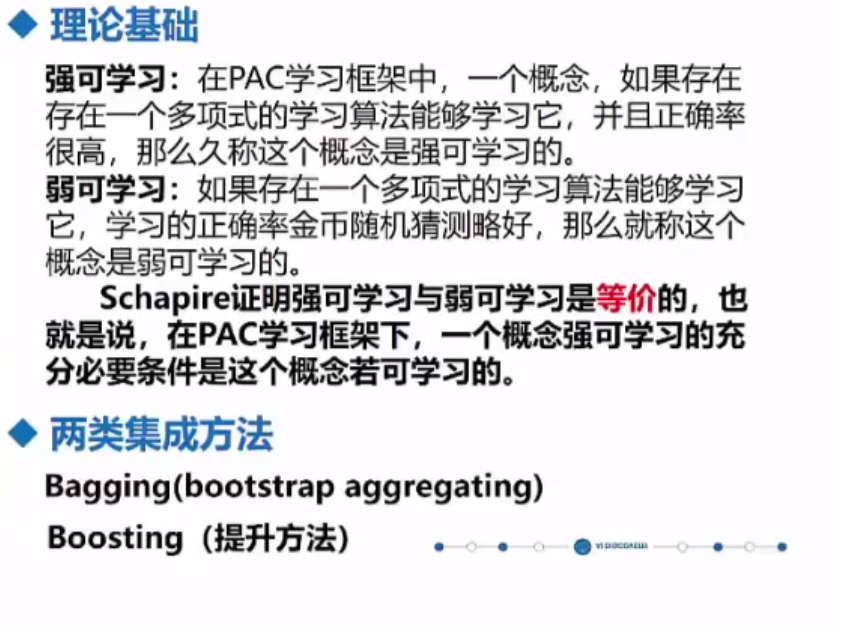 理论基础
强可学习：在PAC学习框架中，一个概念，如果存在
存在一个多项式的学习算法能够学习它，并且正确率
很高，那么久称这个概念是强可学习的。
弱可学习：如果存在一个多项式的学习算法能够学习
它，学习的正确率金币随机猜测略好，那么就称这个
概念是弱可学习的。
Schapire证明强可学习与弱可学习是等价的，也
就是说，在PAC学习框架下，一个概念强可学习的充
分必要条件是这个概念若可学习的。
两类集成方法
Bagging(bootstrap aggregating)
Boosting（提升方法）